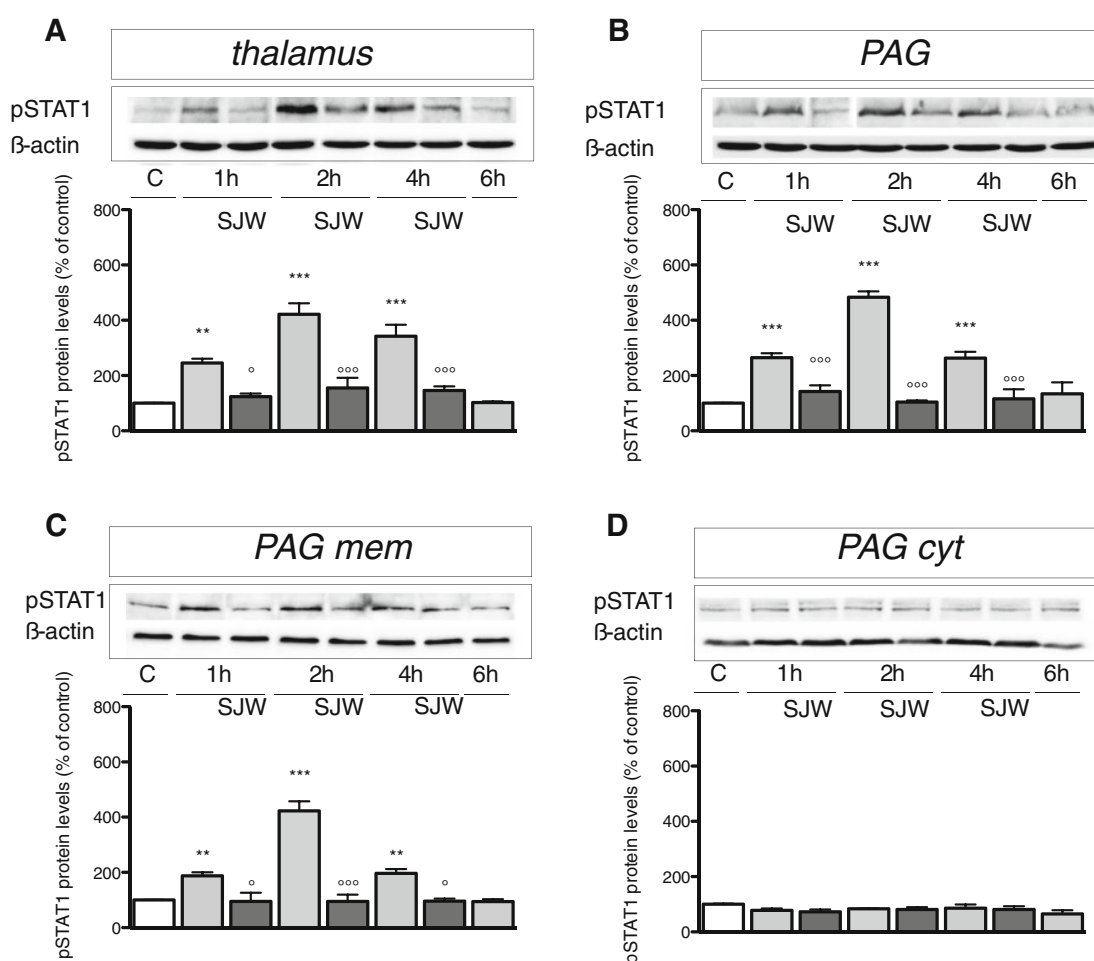 A
thalamus
pSTAT1
ß-actin
C 1h 2h 4h 6h
SJW SJW SJW
pSTAT1 protein levels (% of control)
800
600
400
200
0
** ° *** °°° *** °°°
B
PAG
pSTAT1
ß-actin
C 1h 2h 4h 6h
SJW SJW SJW
pSTAT1 protein levels (% of control)
800
600
400
200
0
*** °°° *** °°° *** °°°
C
PAG mem
pSTAT1
ß-actin
C 1h 2h 4h 6h
SJW SJW SJW
pSTAT1 protein levels (% of control)
800
600
400
200
0
** ° *** °°° ** °
D
PAG cyt
pSTAT1
ß-actin
C 1h 2h 4h 6h
SJW SJW SJW
pSTAT1 protein levels (% of control)
800
600
400
200
0